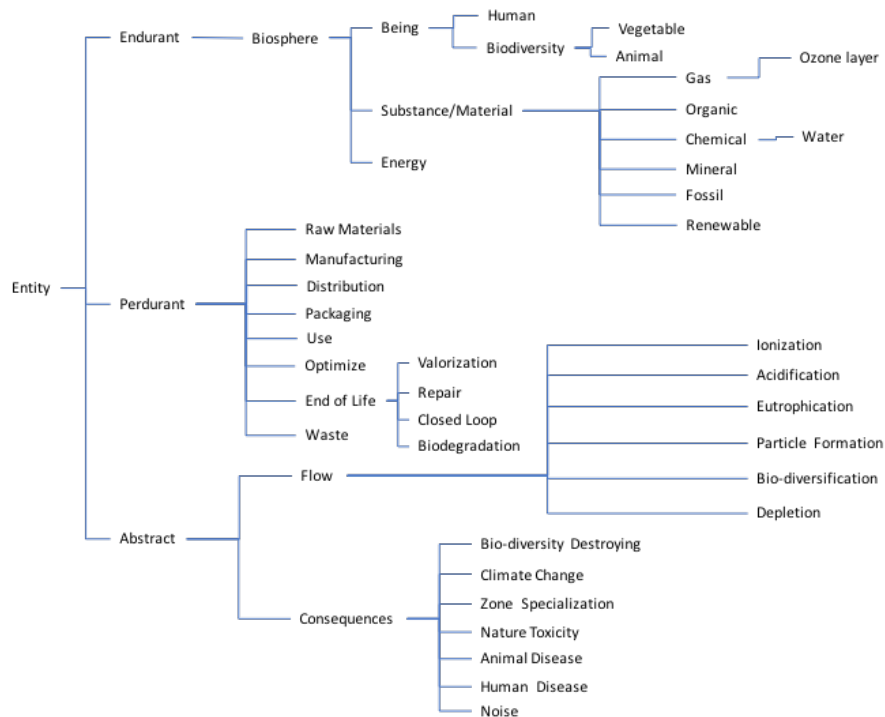 Human
Being
Vegetable
Endurant
Biosphere
Biodiversity
Animal
Ozone layer
Gas
Substance/Material
Organic
Chemical
Water
Energy
Mineral
Fossil
Renewable
Raw Materials
Manufacturing
Entity
Distribution
Perdurant
Packaging
Use
Ionization
Optimize
Valorization
Acidification
End of Life
Repair
Eutrophication
Closed Loop
Waste
Biodegradation
Particle Formation
Flow
Bio-diversification
Depletion
Abstract
Bio-diversity Destroying
Climate Change
Zone Specialization
Consequences
Nature Toxicity
Animal Disease
Human Disease
Noise